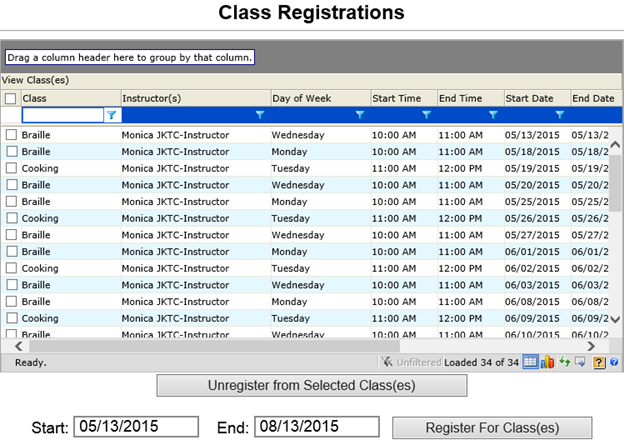 Class Registrations
Drag a column header here to group by that column.
View Class(es)
Class Instructor(s) Day of Week Start Time End Time Start Date End Date
Braille Monica JKTC-Instructor Wednesday 10:00 AM 11:00 AM 05/13/2015 05/13/2
Braille Monica JKTC-Instructor Monday 10:00 AM 11:00 AM 05/18/2015 05/18/2
Cooking Monica JKTC-Instructor Tuesday 11:00 AM 12:00 PM 05/19/2015 05/19/2
Braille Monica JKTC-Instructor Wednesday 10:00 AM 11:00 AM 05/20/2015 05/20/2
Braille Monica JKTC-Instructor Monday 10:00 AM 11:00 AM 05/25/2015 05/25/2
Cooking Monica JKTC-Instructor Tuesday 11:00 AM 12:00 PM 05/26/2015 05/26/2
Braille Monica JKTC-Instructor Wednesday 10:00 AM 11:00 AM 05/27/2015 05/27/2
Braille Monica JKTC-Instructor Monday 10:00 AM 11:00 AM 06/01/2015 06/01/2
Cooking Monica JKTC-Instructor Tuesday 11:00 AM 12:00 PM 06/02/2015 06/02/2
Braille Monica JKTC-Instructor Wednesday 10:00 AM 11:00 AM 06/03/2015 06/03/2
Braille Monica JKTC-Instructor Monday 10:00 AM 11:00 AM 06/08/2015 06/08/2
Cooking Monica JKTC-Instructor Tuesday 11:00 AM 12:00 PM 06/09/2015 06/09/2
Braille Monica JKTC-Instructor Wednesday 10:00 AM 11:00 AM 06/10/2015 06/10/2
Ready. Unfiltered Loaded 34 of 34
Unregister from Selected Class(es)
Start: 05/13/2015 End: 08/13/2015 Register For Class(es)